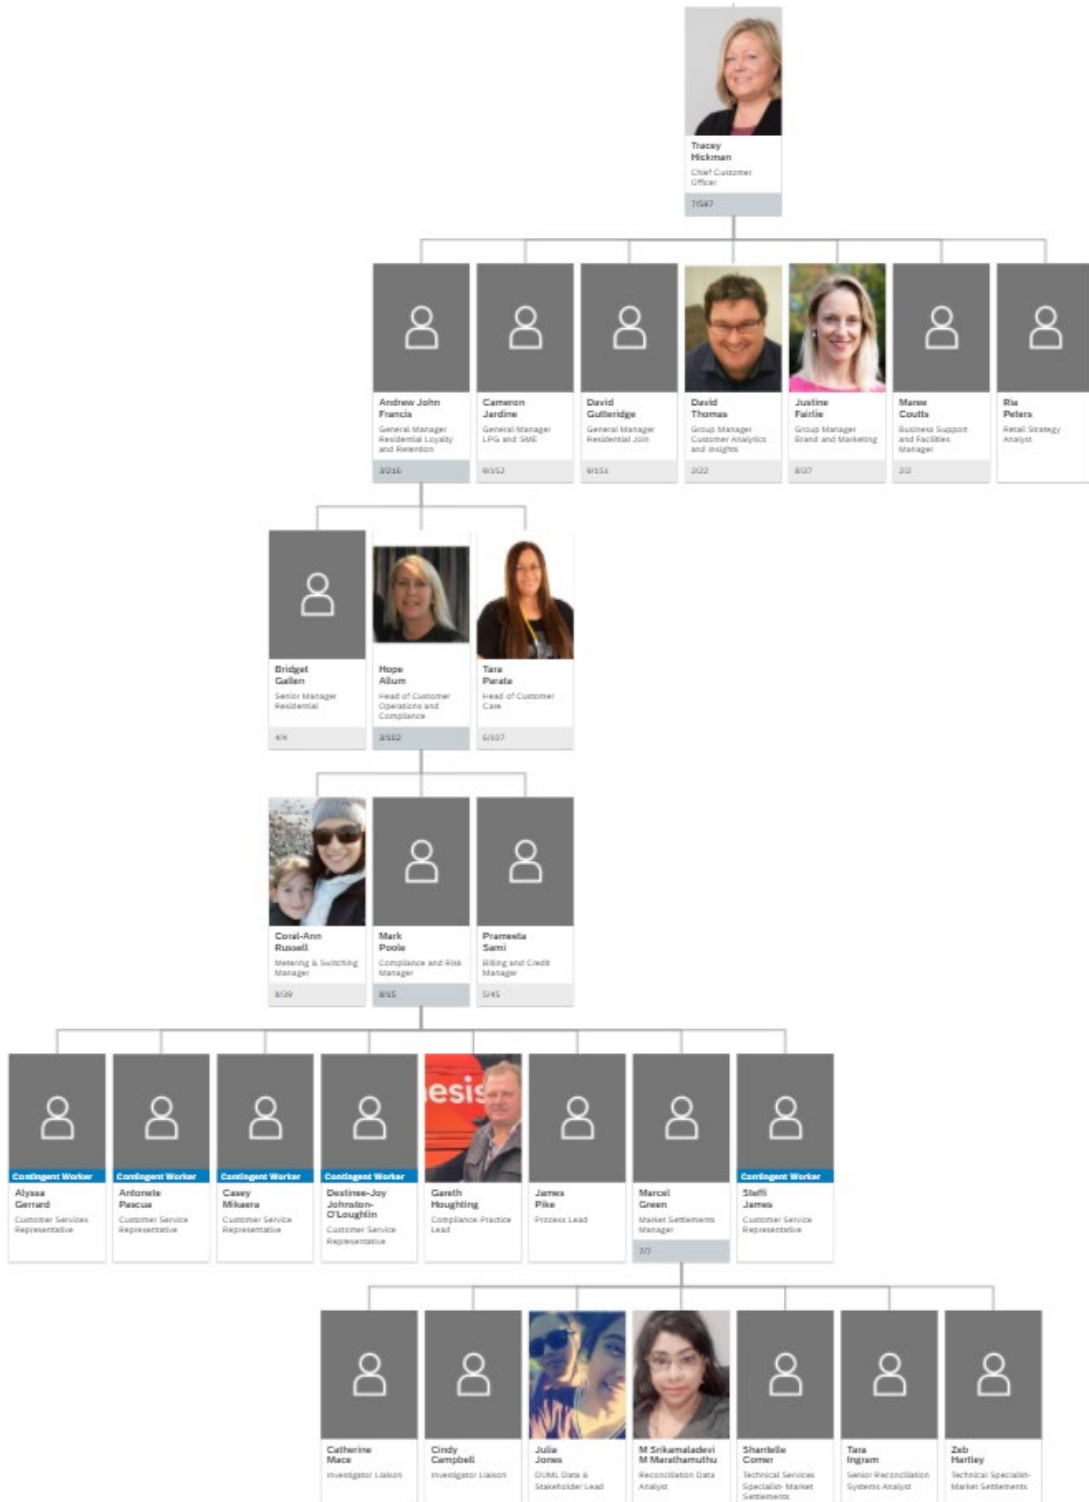 Tracey
Hickman
Chief Customer
Officer
7/587
Andrew John
Francis
General Manager
Residential Loyalty
and Retention
3/216
Cameron
Jardine
General Manager
LPG and SME
9/152
David
Gutteridge
General Manager
Residential Join
9/151
David
Thomas
Group Manager
Customer Analytics
and Insights
2/22
Justine
Fairlie
Group Manager
Brand and Marketing
8/37
Maree
Coutts
Business Support
and Facilities
Manager
2/2
Ria
Peters
Retail Strategy
Analyst
Bridget
Gallen
Senior Manager
Residential
4/4
Hope
Allum
Head of Customer
Operations and
Compliance
3/102
Tara
Parata
Head of Customer
Care
6/107
Coral-Ann
Russell
Metering & Switching
Manager
8/39
Mark
Poole
Compliance and Risk
Manager
8/15
Prameeta
Sami
Billing and Credit
Manager
5/45
Contingent Worker
Alyssa
Gerrard
Customer Services
Representative
Contingent Worker
Antonete
Pascua
Customer Service
Representative
Contingent Worker
Casey
Mikaera
Customer Service
Representative
Contingent Worker
Destinee-Joy
Johnston-
O'Loughlin
Customer Service
Representative
esis
Gareth
Houghting
Compliance Practice
Lead
James
Pike
Process Lead
Marcel
Green
Market Settlements
Manager
7/7
Contingent Worker
Steffi
James
Customer Service
Representative
Catherine
Mace
Investigator Liaison
Cindy
Campbell
Investigator Liaison
Julia
Jones
DUML Data &
Stakeholder Lead
M Srikamaladevi
M Marathamuthu
Reconciliation Data
Analyst
Shantelle
Comer
Technical Services
Specialist- Market
Settlements
Tara
Ingram
Senior Reconciliation
Systems Analyst
Zeb
Hartley
Technical Specialist-
Market Settlements